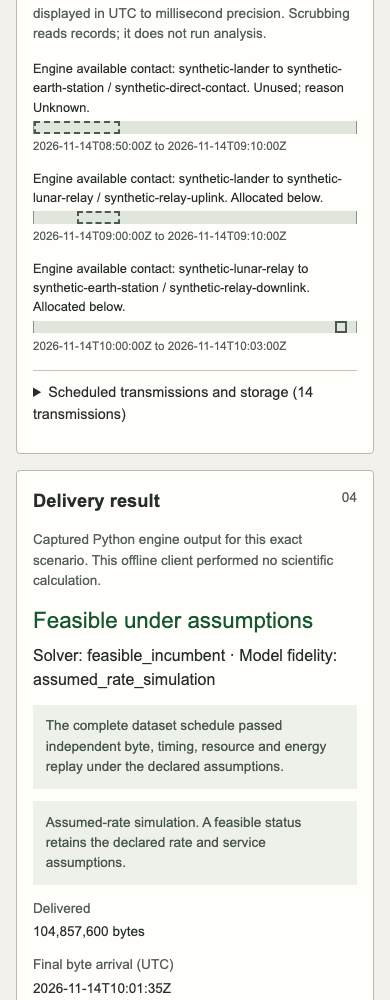 displayed in UTC to millisecond precision. Scrubbing
reads records; it does not run analysis.
Engine available contact: synthetic-lander to synthetic-
earth-station / synthetic-direct-contact. Unused; reason
Unknown.
2026-11-14T08:50:00Z to 2026-11-14T09:10:00Z
Engine available contact: synthetic-lander to synthetic-
lunar-relay / synthetic-relay-uplink. Allocated below.
2026-11-14T09:00:00Z to 2026-11-14T09:10:00Z
Engine available contact: synthetic-lunar-relay to
synthetic-earth-station / synthetic-relay-downlink.
Allocated below.
2026-11-14T10:00:00Z to 2026-11-14T10:03:00Z
Scheduled transmissions and storage (14
transmissions)
Delivery result
04
Captured Python engine output for this exact
scenario. This offline client performed no scientific
calculation.
Feasible under assumptions
Solver: feasible_incumbent · Model fidelity:
assumed_rate_simulation
The complete dataset schedule passed
independent byte, timing, resource and energy
replay under the declared assumptions.
Assumed-rate simulation. A feasible status
retains the declared rate and service
assumptions.
Delivered
104,857,600 bytes
Final byte arrival (UTC)
2026-11-14T10:01:35Z